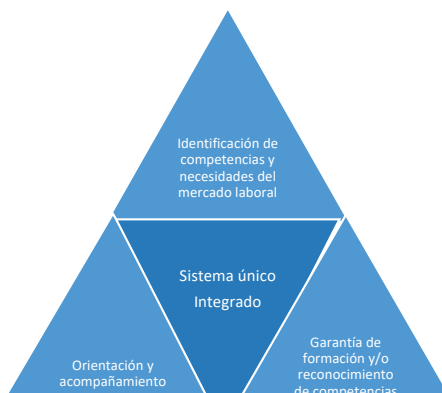 Identificación de
competencias y
necesidades del
mercado laboral
Sistema único
Integrado
Orientación y
acompañamiento
Garantía de
formación y/o
reconocimiento
de competencias